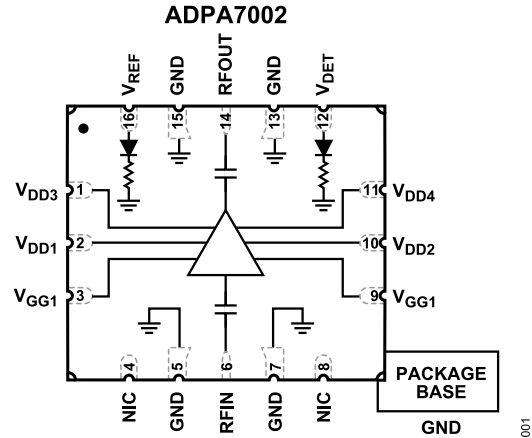 ADPA7002
VREF
GND
RFOUT
GND
VDET
16
15
14
13
12
VDD3
1
11
VDD4
VDD1
2
10
VDD2
VGG1
3
9
VGG1
4
5
6
7
8
NIC
GND
RFIN
GND
NIC
PACKAGE
BASE
GND
001